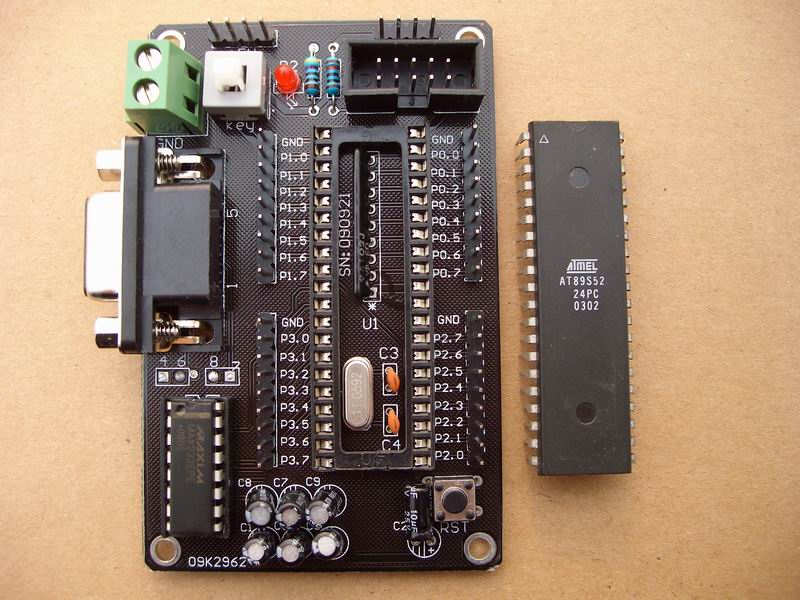 key
GND
GND
P1.0
P1.1
P1.2
P1.3
P1.4
P1.5
P1.6
P1.7
5
1
GND
P3.0
P3.1
P3.2
P3.3
P3.4
P3.5
P3.6
P3.7
SN:090921
*
U1
C3
C4
GND
P0.0
P0.1
P0.2
P0.3
P0.4
P0.5
P0.6
P0.7
GND
P2.7
P2.6
P2.5
P2.4
P2.3
P2.2
P2.1
P2.0
4 6 8
MAXIM
C8 C7 C9
C2
10µF
RST
09K2962
ATMEL
AT89S52
24PC
0302